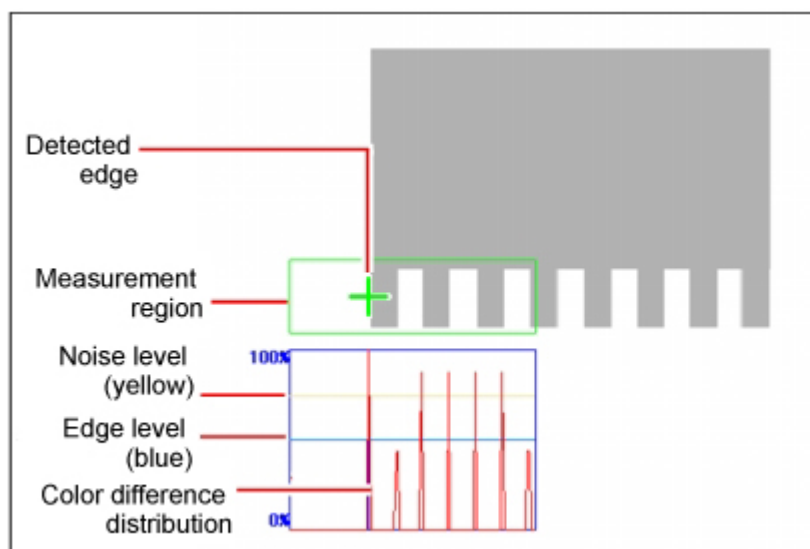 Detected
edge
Measurement
region
Noise level
(yellow)
100%
Edge level
(blue)
Color difference
distribution
0%